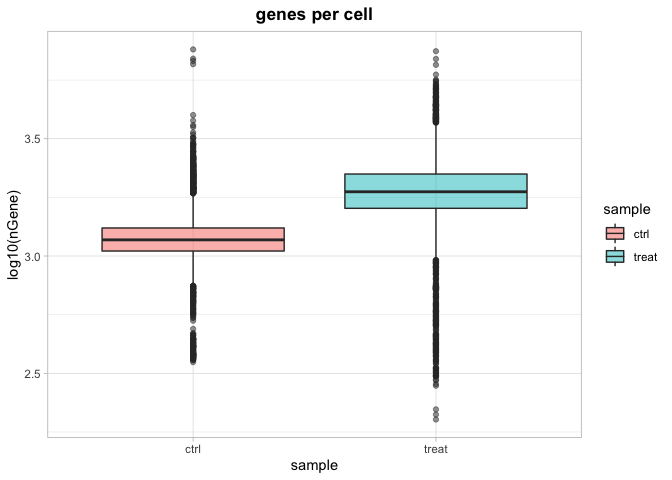 genes per cell
log10(nGene)
3.5
3.0
2.5
ctrl
treat
sample
sample
ctrl
treat